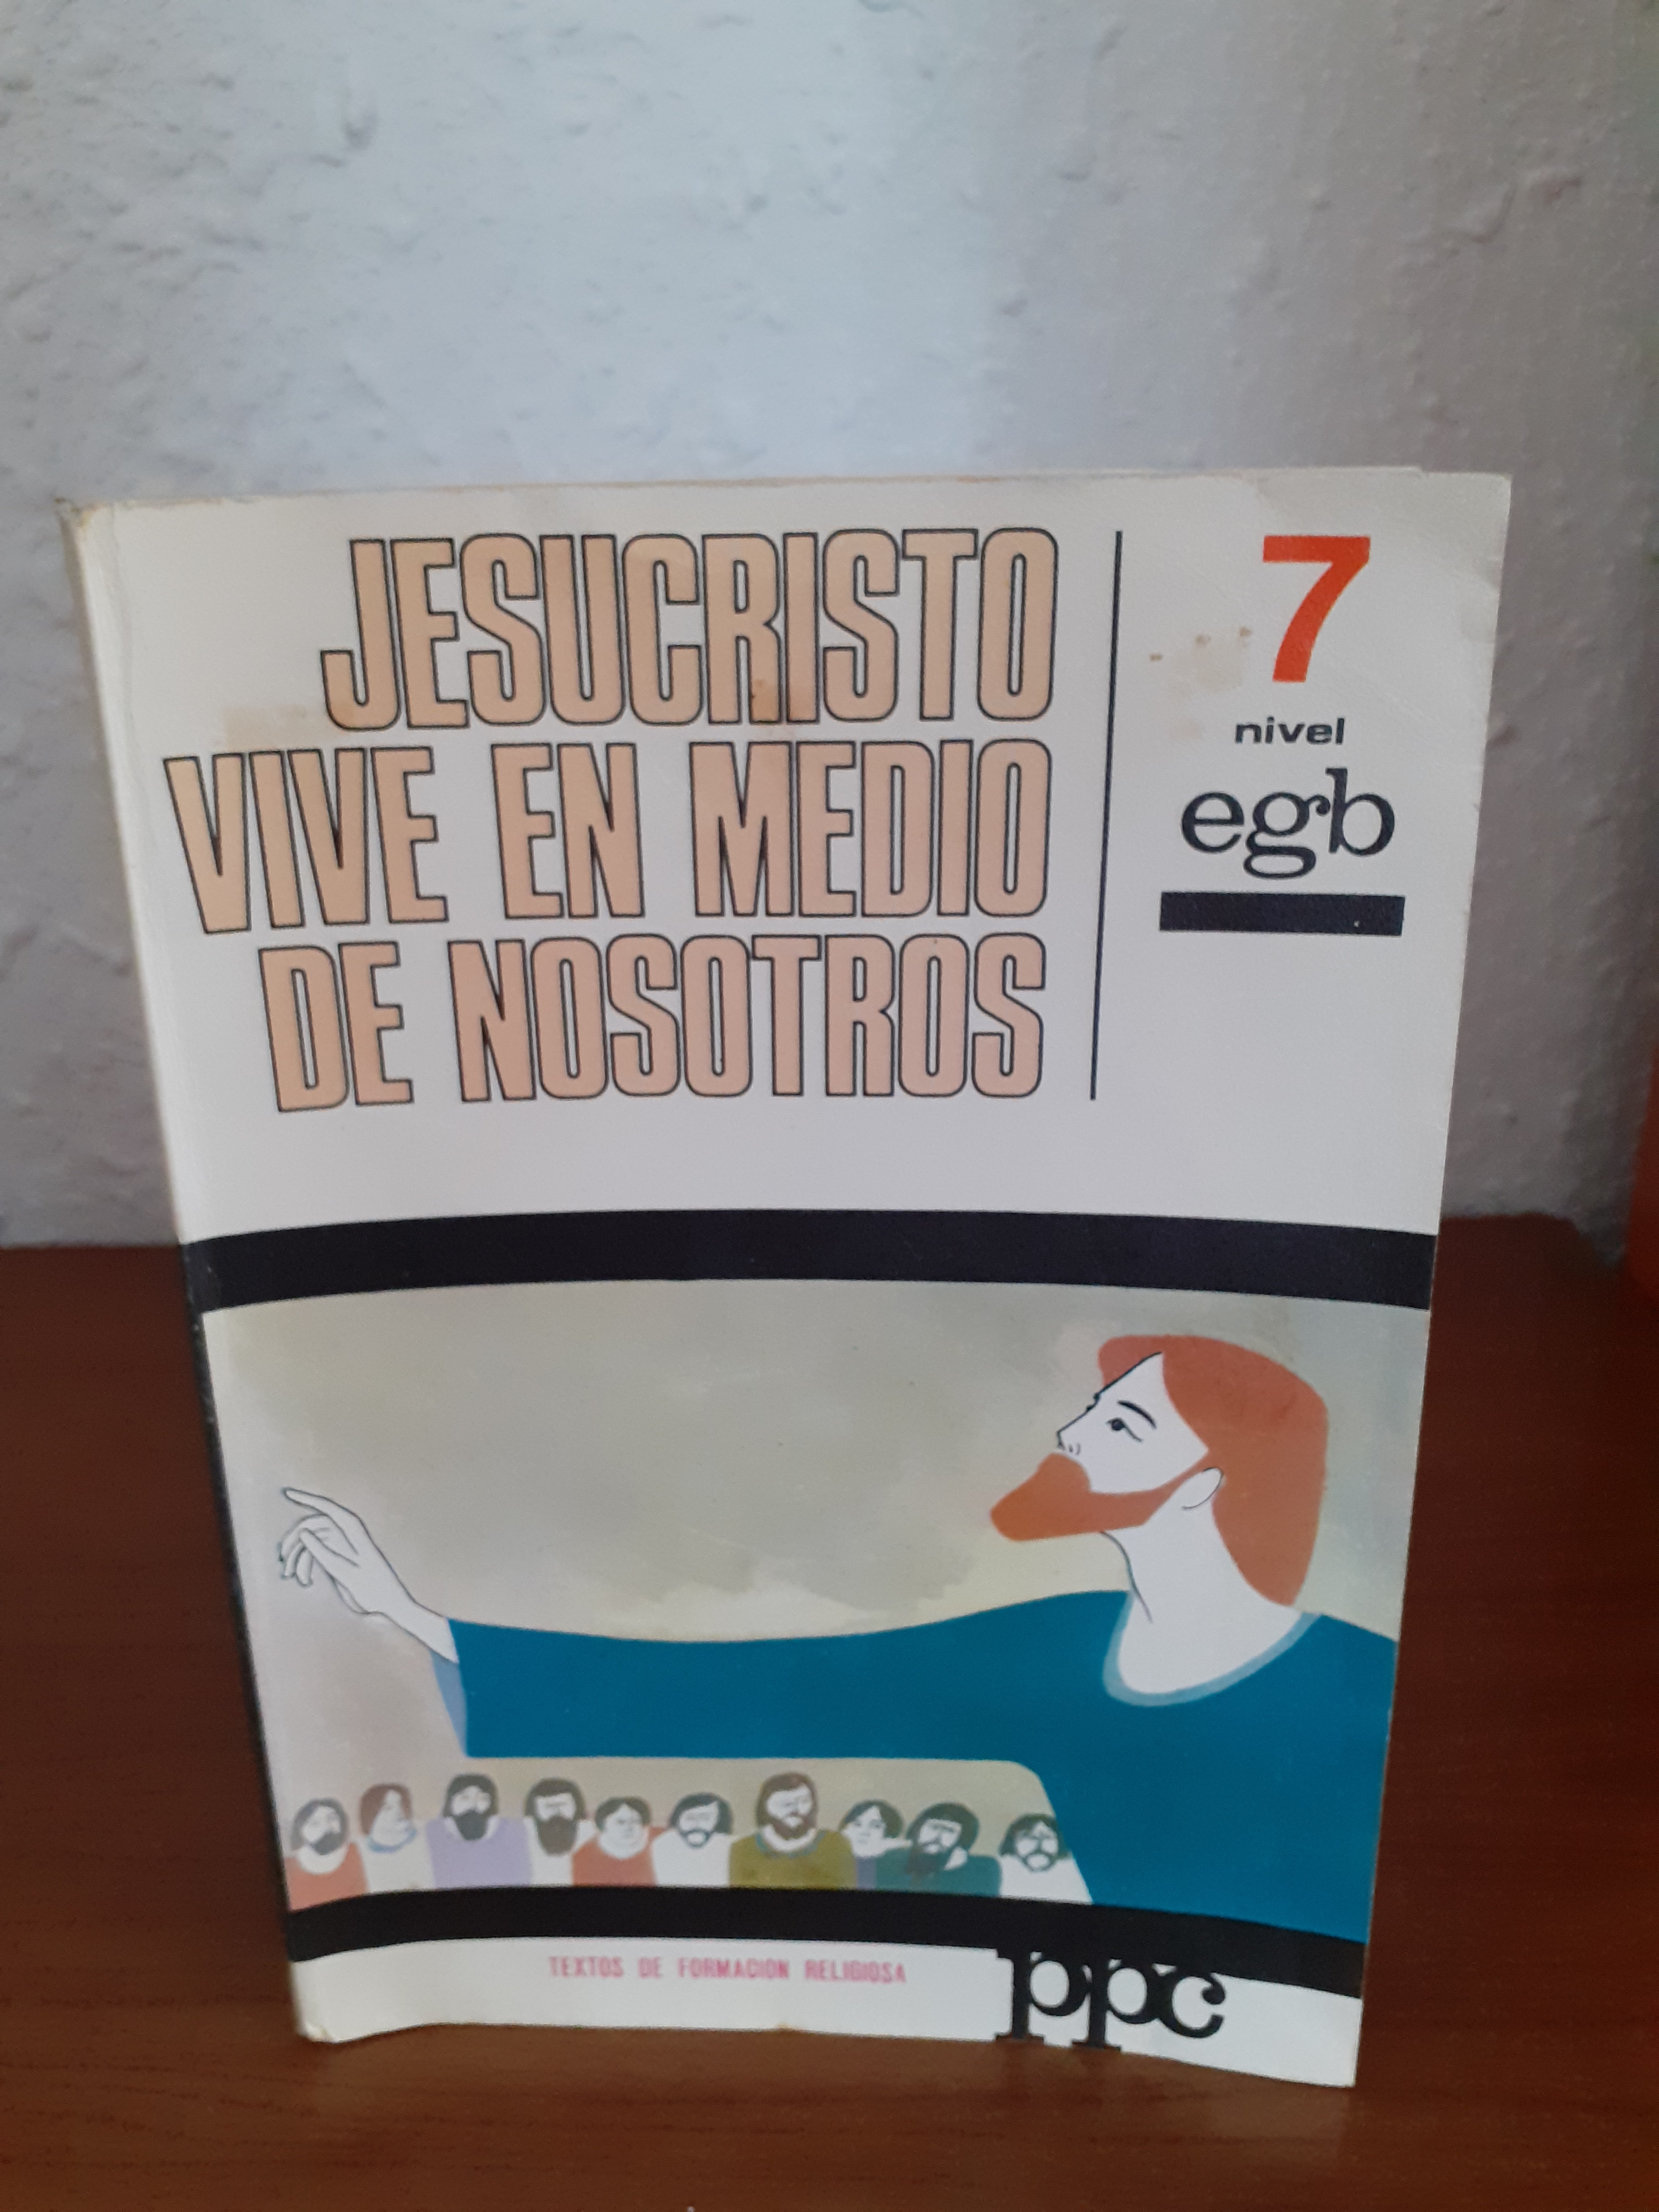 JESUCRISTO
VIVE EN MEDIO
DE NOSOTROS
7
nivel
egb
TEXTOS DE FORMACION RELIGIOSA
ppc